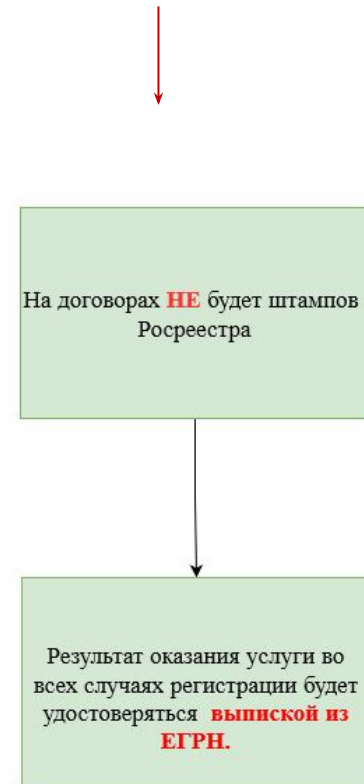 На договорах НЕ будет штампов
Росреестра
Результат оказания услуги во
всех случаях регистрации будет
удостоверяться выпиской из
ЕГРН.